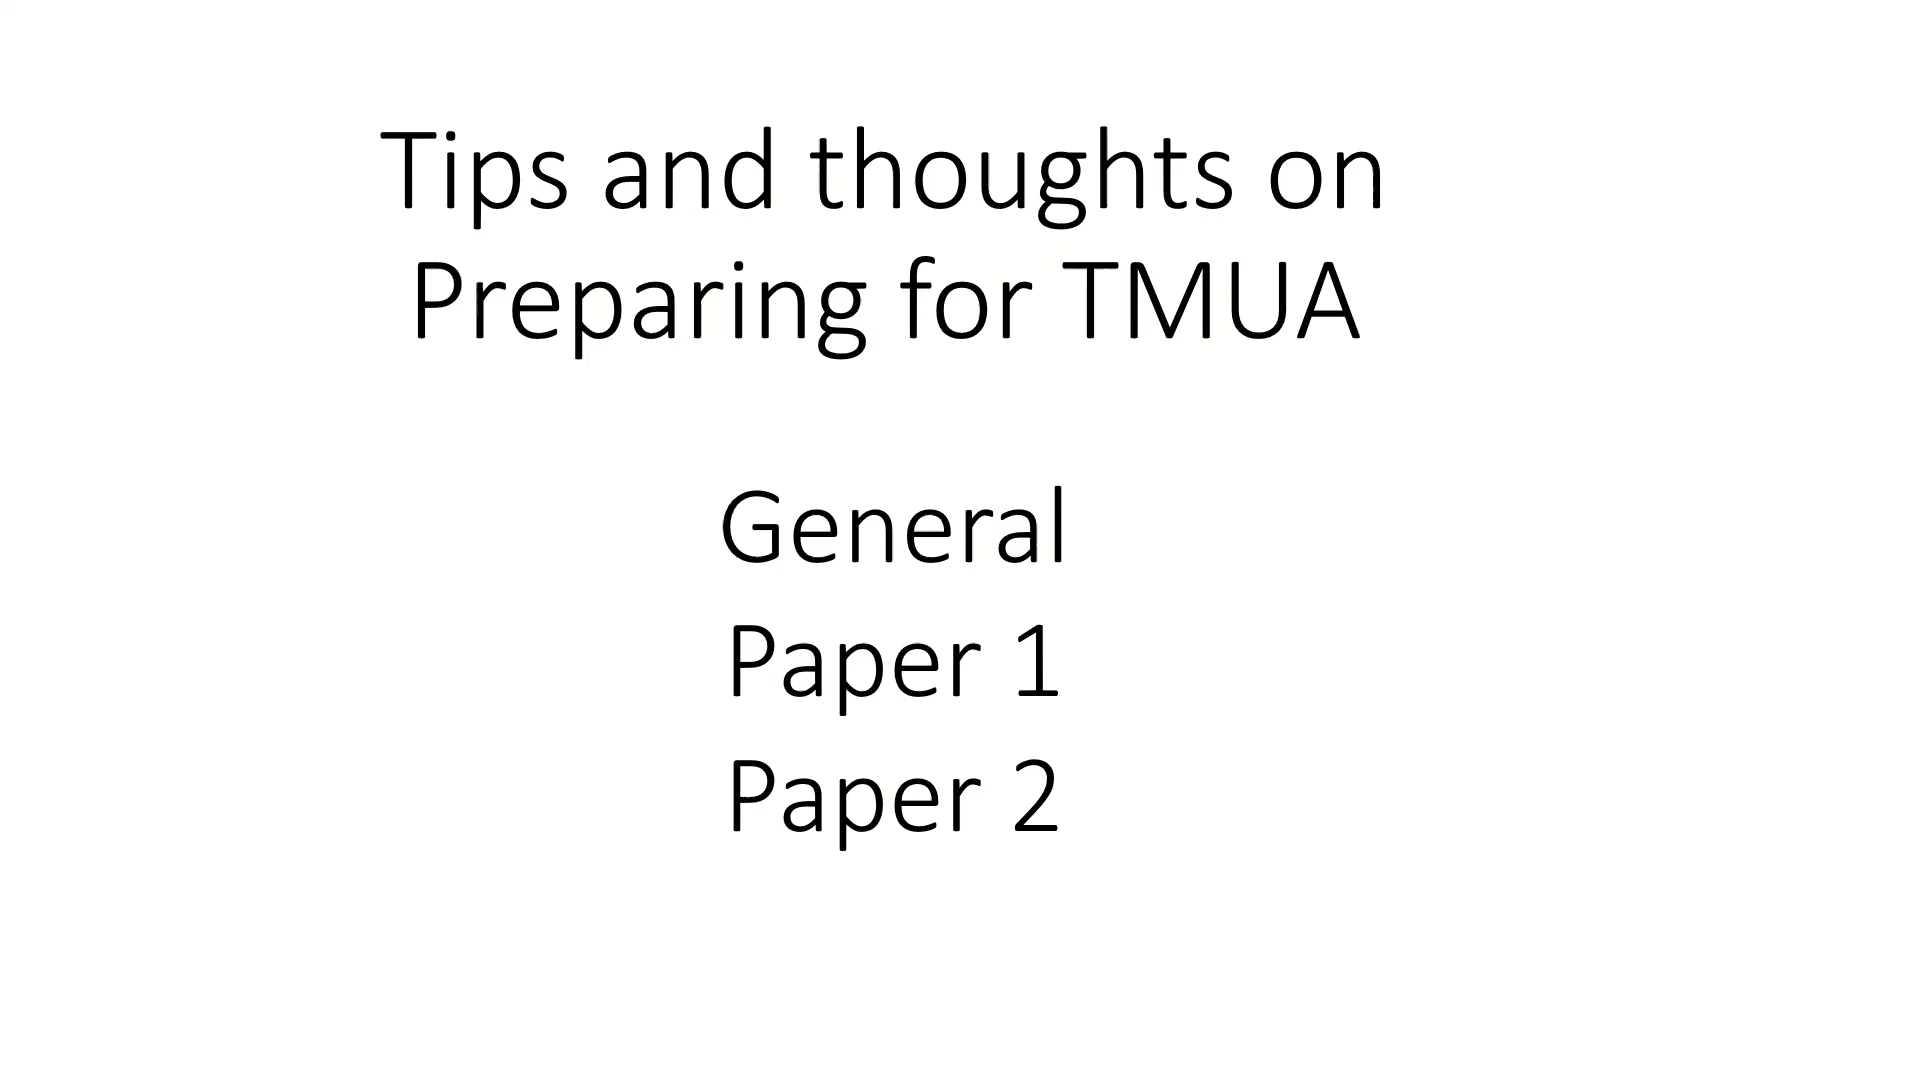 Tips and thoughts on
Preparing for TMUA
General
Paper 1
Paper 2